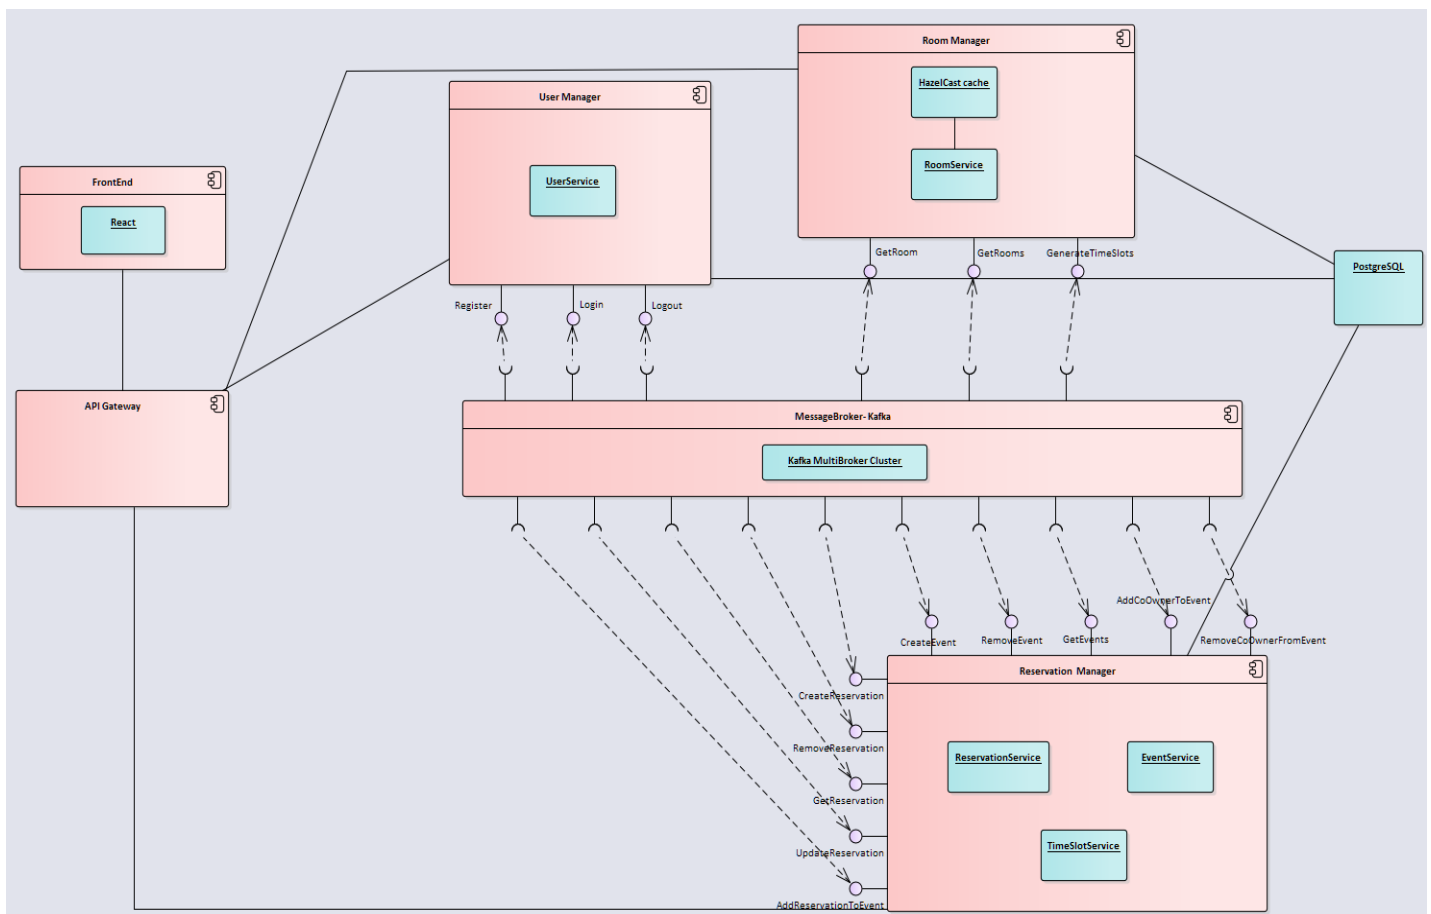 Room Manager
HazelCast cache
RoomService
User Manager
UserService
FrontEnd
React
GetRoom
GetRooms
GenerateTimeSlots
PostgreSQL
Register
Login
Logout
API Gateway
MessageBroker- Kafka
Kafka MultiBroker Cluster
AddCoOwnerToEvent
CreateEvent
RemoveEvent
GetEvents
RemoveCoOwnerFromEvent
Reservation Manager
CreateReservation
RemoveReservation
GetReservation
UpdateReservation
AddReservationToEvent
ReservationService
EventService
TimeSlotService